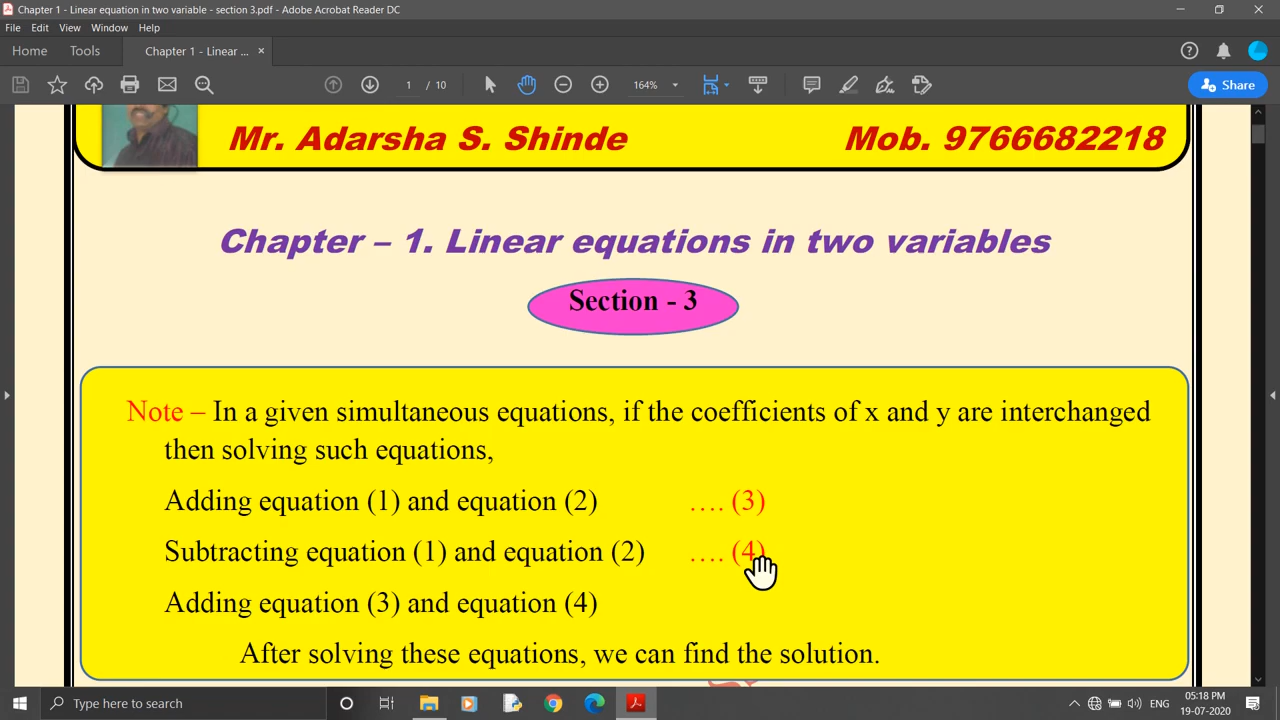 Chapter 1 - Linear equation in two variable - section 3.pdf - Adobe Acrobat Reader DC
File Edit View Window Help
Home Tools Chapter 1 - Linear ... ×
1 / 10 164% Share
Mr. Adarsha S. Shinde Mob. 9766682218
Chapter – 1. Linear equations in two variables
Section - 3
Note – In a given simultaneous equations, if the coefficients of x and y are interchanged
then solving such equations,
Adding equation (1) and equation (2) …. (3)
Subtracting equation (1) and equation (2) …. (4)
Adding equation (3) and equation (4)
After solving these equations, we can find the solution.
Type here to search
ENG
05:18 PM
19-07-2020